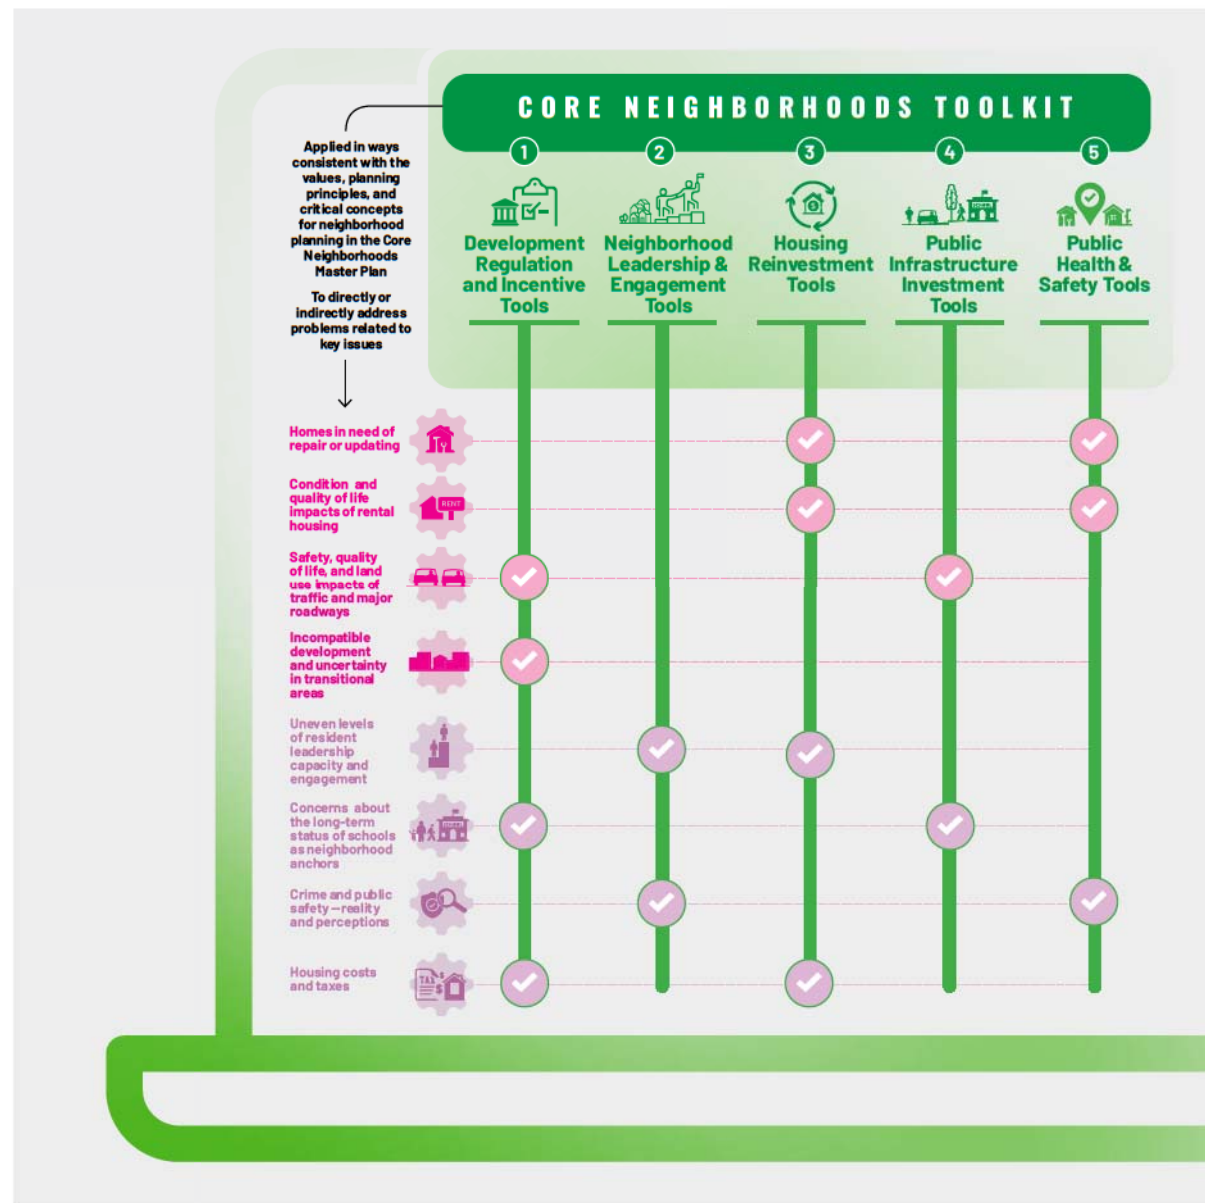 CORE NEIGHBORHOODS TOOLKIT
Applied in ways
consistent with the
values, planning
principles, and
critical concepts
for neighborhood
planning in the Core
Neighborhoods
Master Plan
To directly or
indirectly address
problems related to
key issues
1
Development
Regulation
and Incentive
Tools
2
Neighborhood
Leadership &
Engagement
Tools
3
Housing
Reinvestment
Tools
4
Public
Infrastructure
Investment
Tools
5
Public
Health &
Safety Tools
Homes in need of
repair or updating
Condition and
quality of life
impacts of rental
housing
RENT
Safety, quality
of life, and land
use impacts of
traffic and major
roadways
Incompatible
development
and uncertainty
in transitional
areas
Uneven levels
of resident
leadership
capacity and
engagement
Concerns about
the long-term
status of schools
as neighborhood
anchors
Crime and public
safety—reality
and perceptions
Housing costs
and taxes
TAX
$
$